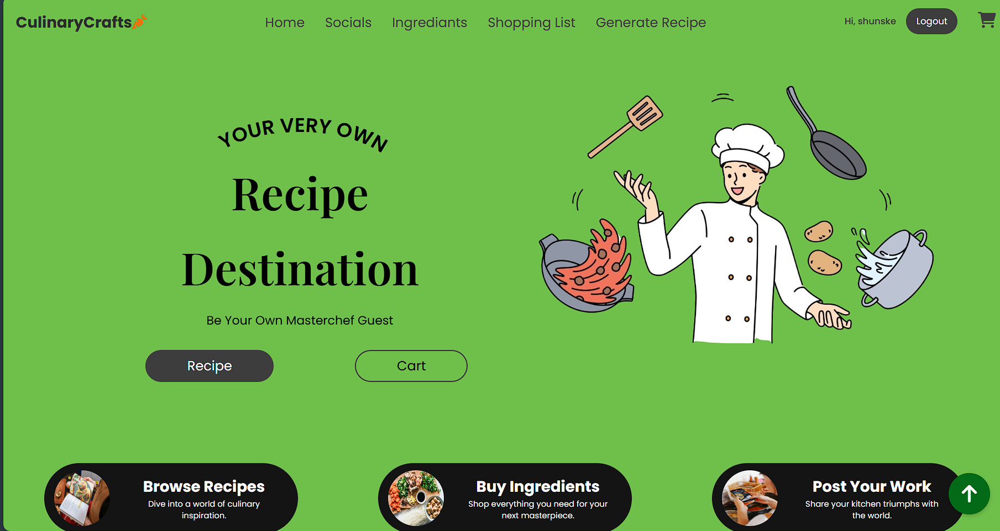 CulinaryCrafts
Home Socials Ingrediants Shopping List Generate Recipe
Hi, shunske
Logout
YOUR VERY OWN
Recipe
Destination
Be Your Own Masterchef Guest
Recipe
Cart
Browse Recipes
Dive into a world of culinary
inspiration.
Buy Ingredients
Shop everything you need for your
next masterpiece.
Post Your Work
Share your kitchen triumphs with
the world.